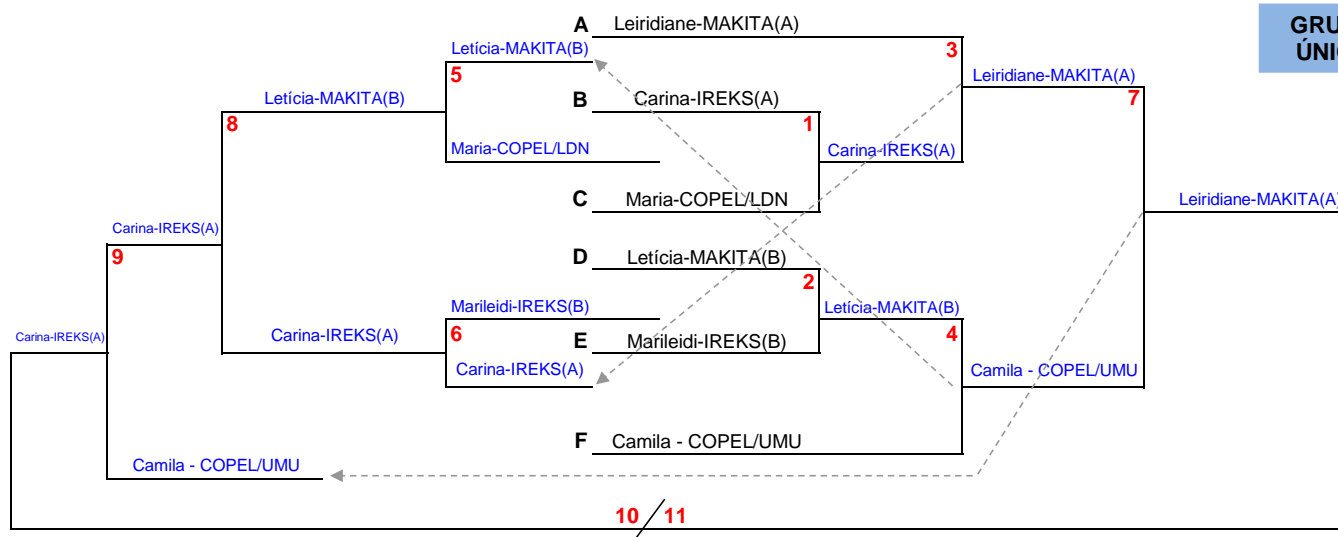 A Leiridiane-MAKITA(A)
GRU
ÚNI
Letícia-MAKITA(B)
3
5
Leiridiane-MAKITA(A)
Letícia-MAKITA(B)
B Carina-IREKS(A)
7
8
1
Maria-COPEL/LDN
Carina-IREKS(A)
C Maria-COPEL/LDN
Leiridiane-MAKITA(A)
Carina-IREKS(A)
9
D Letícia-MAKITA(B)
2
Marileidi-IREKS(B)
Letícia-MAKITA(B)
Carina-IREKS(A)
Carina-IREKS(A)
6
E Marileidi-IREKS(B)
4
Carina-IREKS(A)
Camila - COPEL/UMU
F Camila - COPEL/UMU
Camila - COPEL/UMU
10 / 11